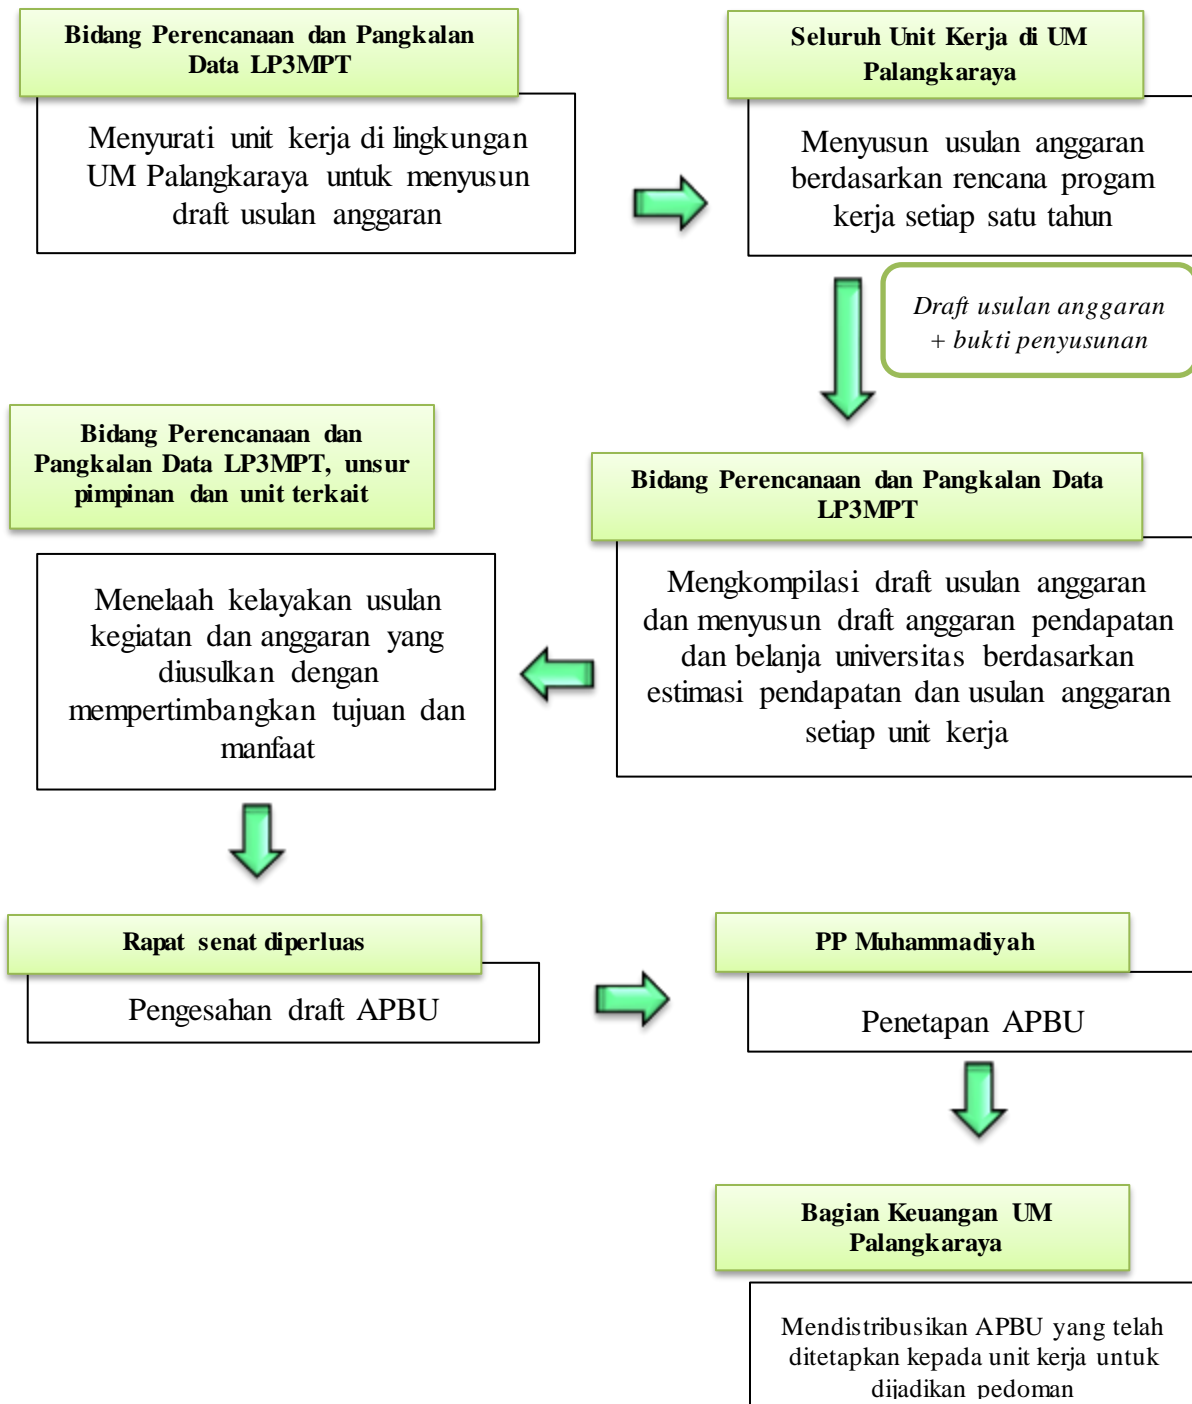 Bidang Perencanaan dan Pangkalan
Data LP3MPT
Menyurati unit kerja di lingkungan
UM Palangkaraya untuk menyusun
draft usulan anggaran
Seluruh Unit Kerja di UM
Palangkaraya
Menyusun usulan anggaran
berdasarkan rencana progam
kerja setiap satu tahun
Draft usulan anggaran
+ bukti penyusunan
Bidang Perencanaan dan Pangkalan Data
LP3MPT
Mengkompilasi draft usulan anggaran
dan menyusun draft anggaran pendapatan
dan belanja universitas berdasarkan
estimasi pendapatan dan usulan anggaran
setiap unit kerja
Bidang Perencanaan dan
Pangkalan Data LP3MPT, unsur
pimpinan dan unit terkait
Menelaah kelayakan usulan
kegiatan dan anggaran yang
diusulkan dengan
mempertimbangkan tujuan dan
manfaat
Rapat senat diperluas
Pengesahan draft APBU
PP Muhammadiyah
Penetapan APBU
Bagian Keuangan UM
Palangkaraya
Mendistribusikan APBU yang telah
ditetapkan kepada unit kerja untuk
dijadikan pedoman